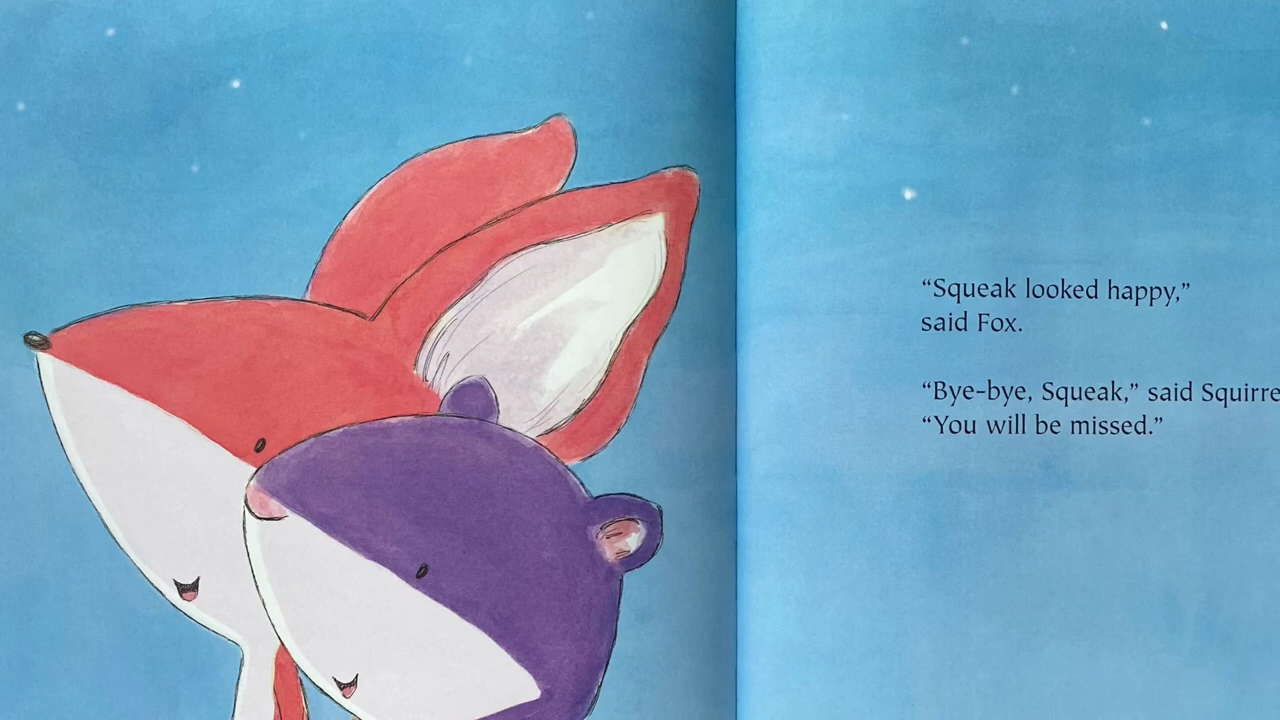 “Squeak looked happy,”
said Fox.
“Bye-bye, Squeak,” said Squirre
“You will be missed.”